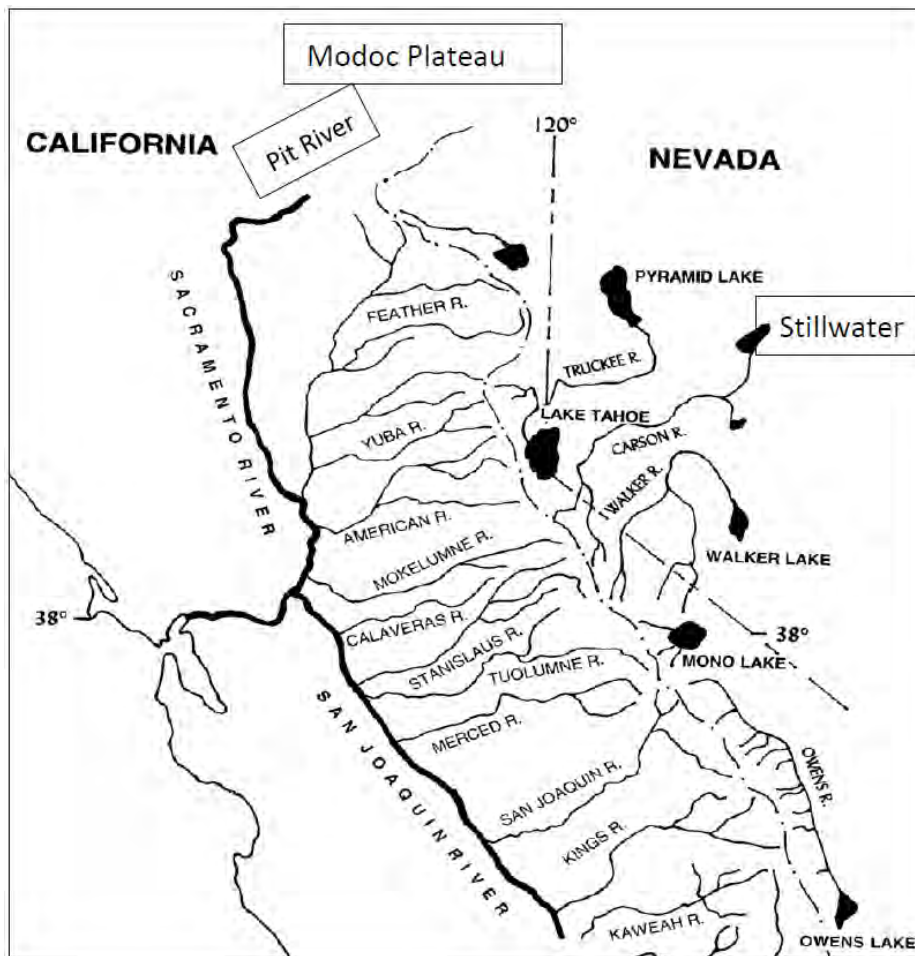 Modoc Plateau
Pit River
120°
CALIFORNIA
NEVADA
SACRAMENTO RIVER
FEATHER R.
PYRAMID LAKE
Stillwater
TRUCKEE R.
LAKE TAHOE
YUBA R.
CARSON R.
WALKER R.
AMERICAN R.
MOKELUMNE R.
WALKER LAKE
38°
CALAVERAS R.
38°
STANISLAUS R.
MONO LAKE
TUOLUMNE R.
MERCED R.
SAN JOAQUIN RIVER
SAN JOAQUIN R.
OWENS R.
KINGS R.
KAWEAH R.
OWENS LAKE